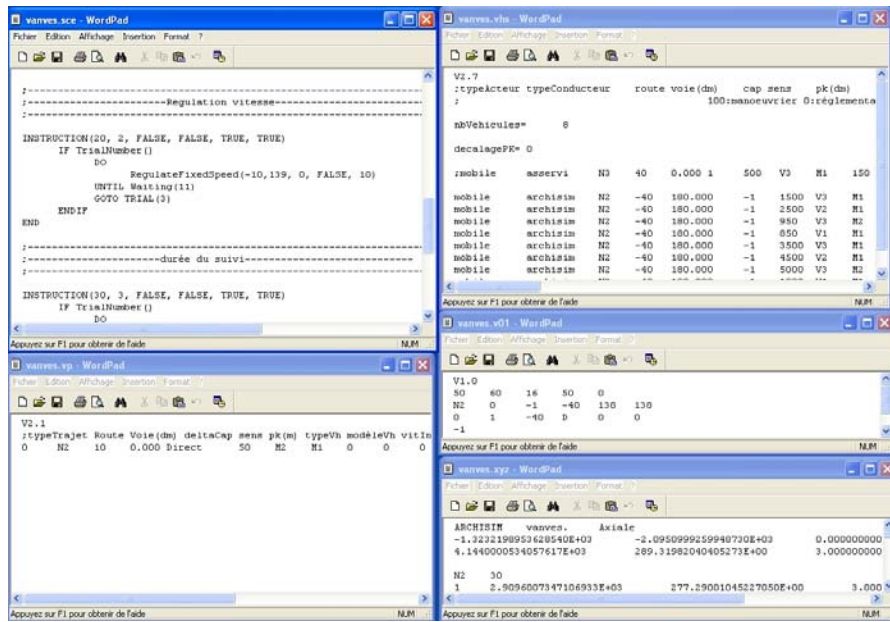 vanves.sce - WordPad
Fichier Edition Affichage Insertion Format ?
;------------------------------------------------------------------------
;-----------------------Regulation vitesse------------------------
;------------------------------------------------------------------------
INSTRUCTION(20, 2, FALSE, FALSE, TRUE, TRUE)
IF TrialNumber()
DO
RegulateFixedSpeed(-10,139, 0, FALSE, 10)
UNTIL Waiting(11)
GOTO TRIAL(3)
ENDIF
END
;------------------------------------------------------------------------
;----------------------durée du suivi---------------------------
;------------------------------------------------------------------------
INSTRUCTION(30, 3, FALSE, FALSE, TRUE, TRUE)
IF TrialNumber()
DO
Appuyez sur F1 pour obtenir de l'aide NUM
vanves.vp - WordPad
Fichier Edition Affichage Insertion Format ?
V2.1
;typeTrajet Route Voie(dm) deltaCap sens pk(m) typeVh modèleVh vitIn
0 N2 10 0.000 Direct 50 M2 M1 0 0 0
Appuyez sur F1 pour obtenir de l'aide NUM
vanves.vhs - WordPad
Fichier Edition Affichage Insertion Format ?
V2.7
;typeActeur typeConducteur route voie(dm) cap sens pk(dm)
; 100:manoeuvrier 0:réglementa
nbVehicules= 8
decalagePK= 0
;mobile asservi N3 40 0.000 1 500 V3 M1 150
mobile archisim N2 -40 180.000 -1 1500 V3 M1
mobile archisim N2 -40 180.000 -1 2500 V2 M1
mobile archisim N2 -40 180.000 -1 950 V3 M2
mobile archisim N2 -40 180.000 -1 850 V1 M1
mobile archisim N2 -40 180.000 -1 3500 V3 M1
mobile archisim N2 -40 180.000 -1 4500 V2 M1
mobile archisim N2 -40 180.000 -1 5000 V3 M2
Appuyez sur F1 pour obtenir de l'aide NUM
vanves.v01 - WordPad
Fichier Edition Affichage Insertion Format ?
V1.0
50 60 16 50 0
N2 0 -1 -40 138 138
0 1 -40 D 0 0
-1
Appuyez sur F1 pour obtenir de l'aide NUM
vanves.xyz - WordPad
Fichier Edition Affichage Insertion Format ?
ARCHISIM vanves. Axiale
-1.3232198953628540E+03 -2.0950999259948730E+03 0.000000000
4.1440000534057617E+03 289.31982040405273E+00 3.000000000
N2 30
1 2.9096007347106933E+03 277.29001045227050E+00 3.000
Appuyez sur F1 pour obtenir de l'aide NUM